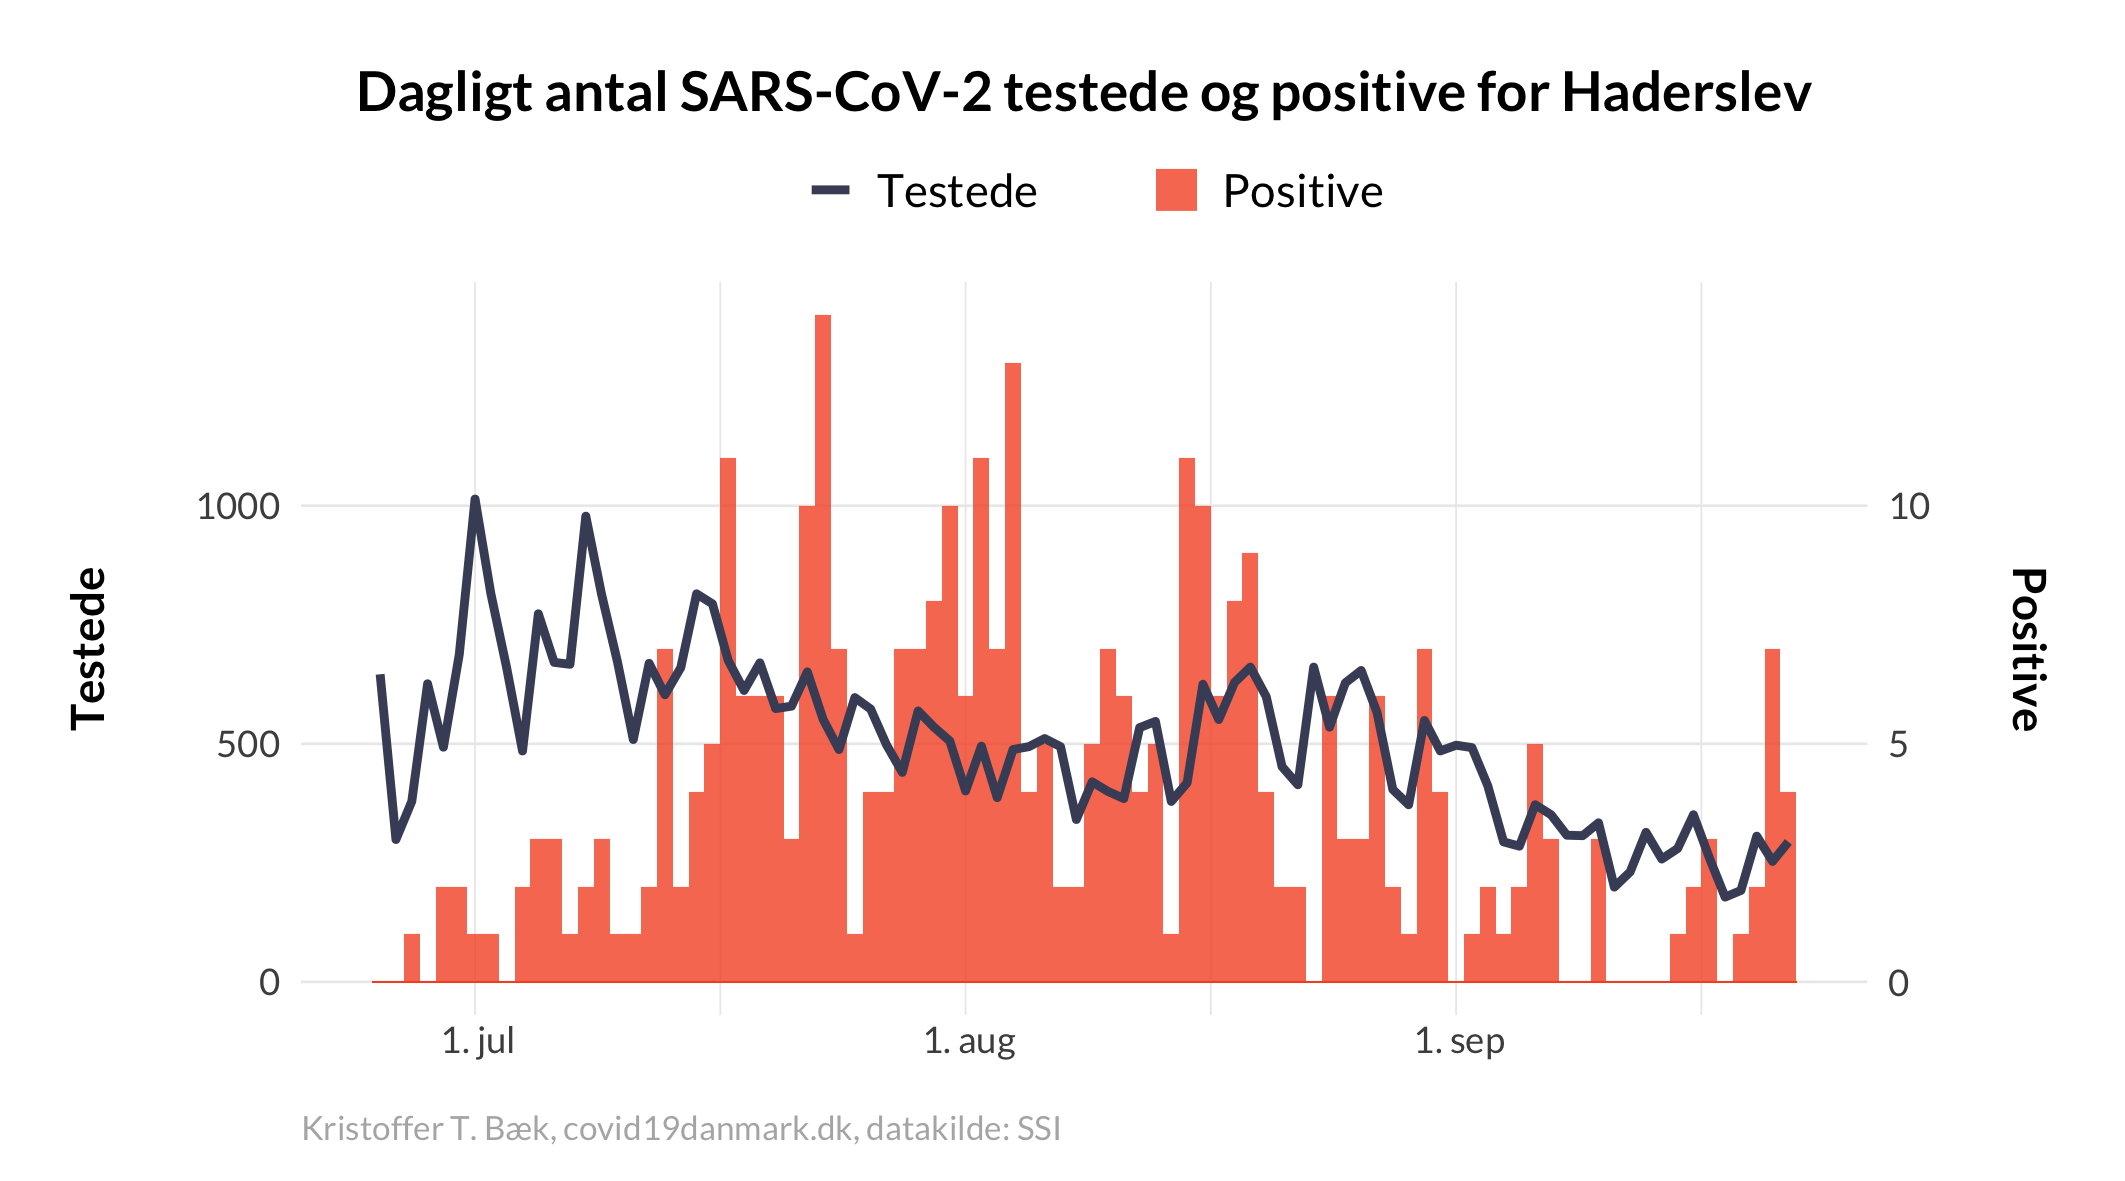 Dagligt antal SARS-CoV-2 testede og positive for Haderslev
Testede
Positive
1000
500
0
Testede
10
5
0
Positive
1. jul
1. aug
1. sep
Kristoffer T. Bæk, covid19danmark.dk, datakilde: SSI